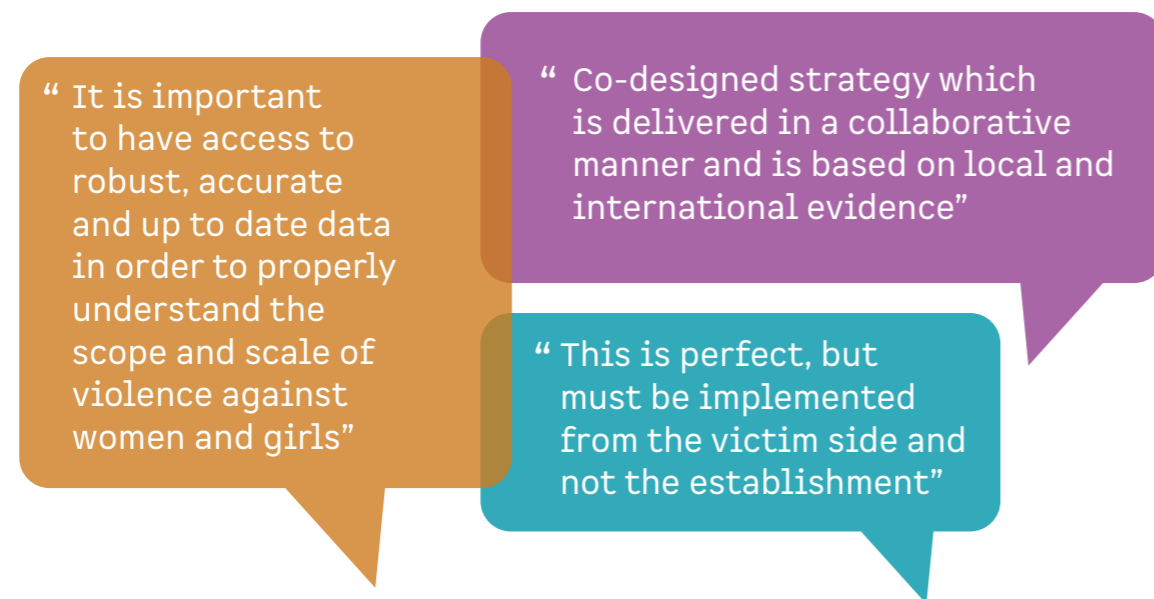 “ It is important
to have access to
robust, accurate
and up to date data
in order to properly
understand the
scope and scale of
violence against
women and girls”
“ Co-designed strategy which
is delivered in a collaborative
manner and is based on local and
international evidence”
“ This is perfect, but
must be implemented
from the victim side and
not the establishment”